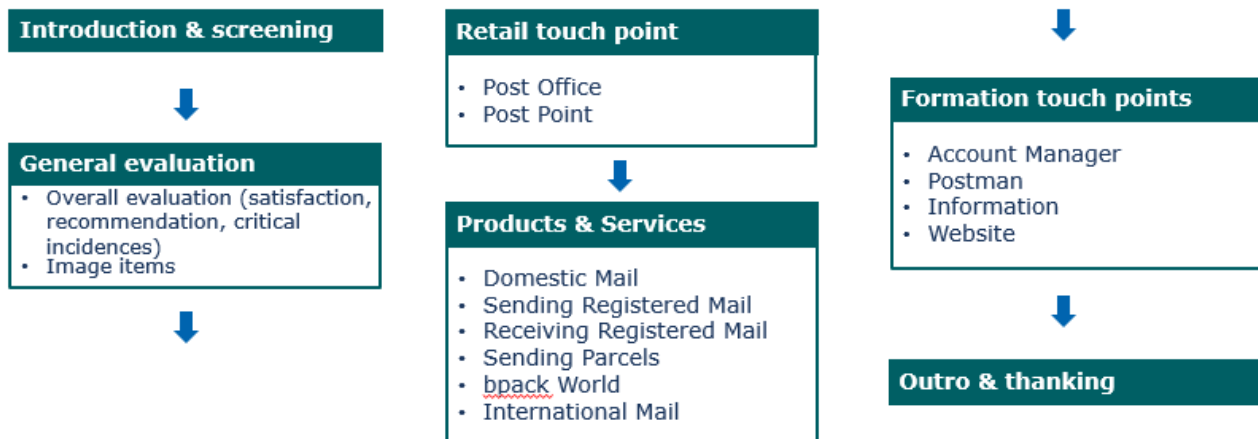 Introduction & screening
General evaluation
• Overall evaluation (satisfaction,
recommendation, critical
incidences)
• Image items
Retail touch point
• Post Office
• Post Point
Products & Services
• Domestic Mail
• Sending Registered Mail
• Receiving Registered Mail
• Sending Parcels
• bpack World
• International Mail
Formation touch points
• Account Manager
• Postman
• Information
• Website
Outro & thanking